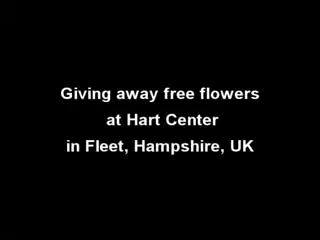 Giving away free flowers
at Hart Center
in Fleet, Hampshire, UK